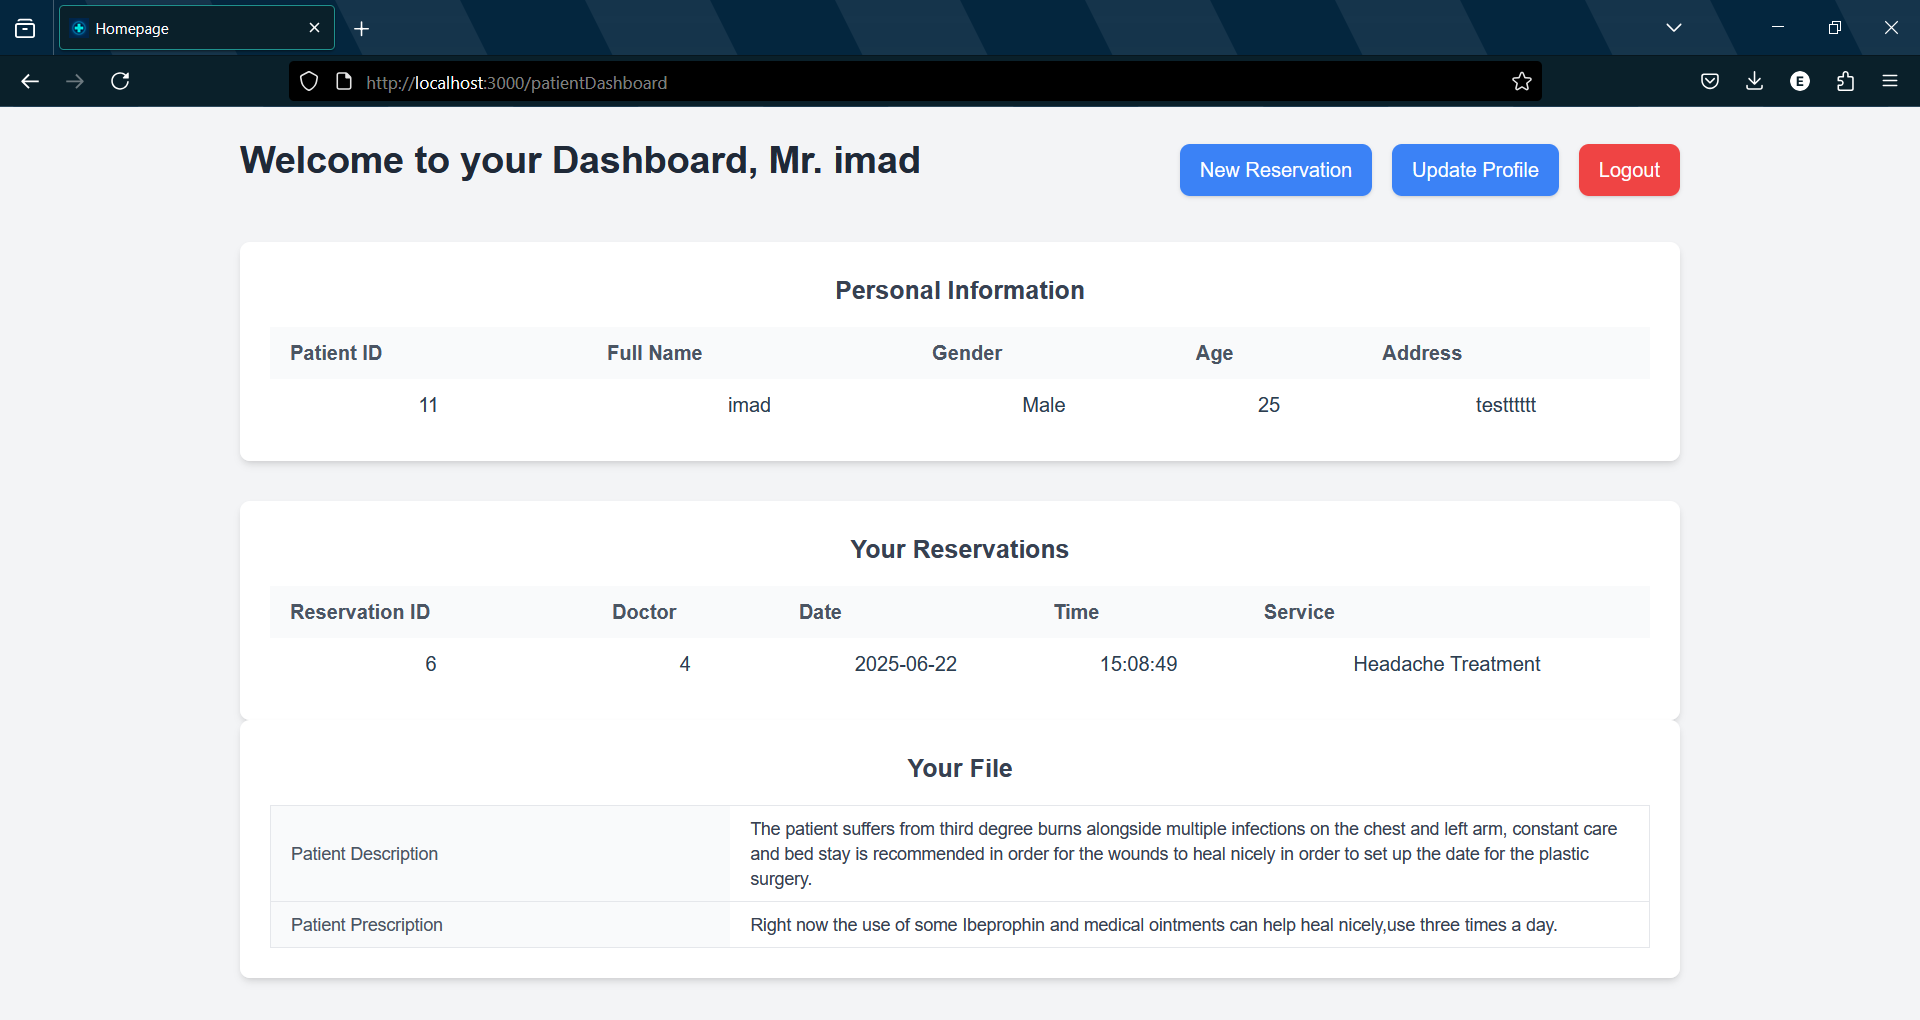 Homepage
http://localhost:3000/patientDashboard
E
Welcome to your Dashboard, Mr. imad
New Reservation
Update Profile
Logout
Personal Information
Patient ID Full Name Gender Age Address
11 imad Male 25 testttttt
Your Reservations
Reservation ID Doctor Date Time Service
6 4 2025-06-22 15:08:49 Headache Treatment
Your File
Patient Description
The patient suffers from third degree burns alongside multiple infections on the chest and left arm, constant care
and bed stay is recommended in order for the wounds to heal nicely in order to set up the date for the plastic
surgery.
Patient Prescription
Right now the use of some Ibeprophin and medical ointments can help heal nicely,use three times a day.